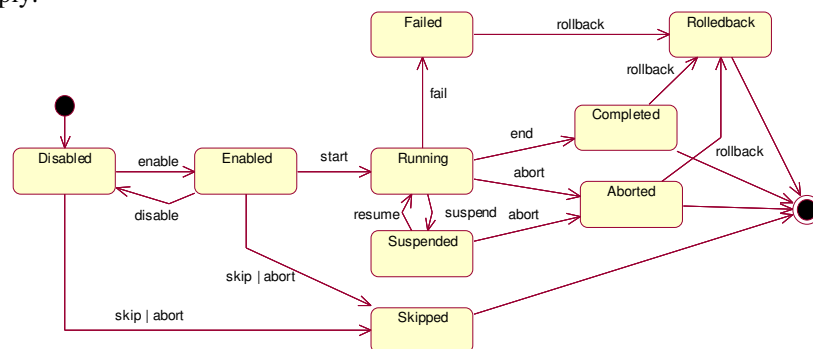 ply.
Failed
rollback
Rolledback
rollback
fail
Completed
end
Disabled
enable
Enabled
start
Running
rollback
abort
Aborted
disable
resume
suspend
abort
Suspended
skip | abort
skip | abort
Skipped